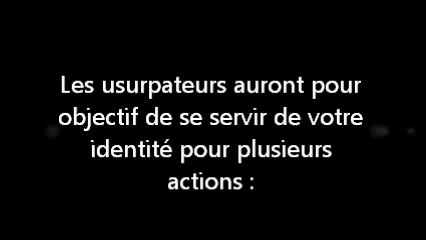 Les usurpateurs auront pour
objectif de se servir de votre
identité pour plusieurs
actions :